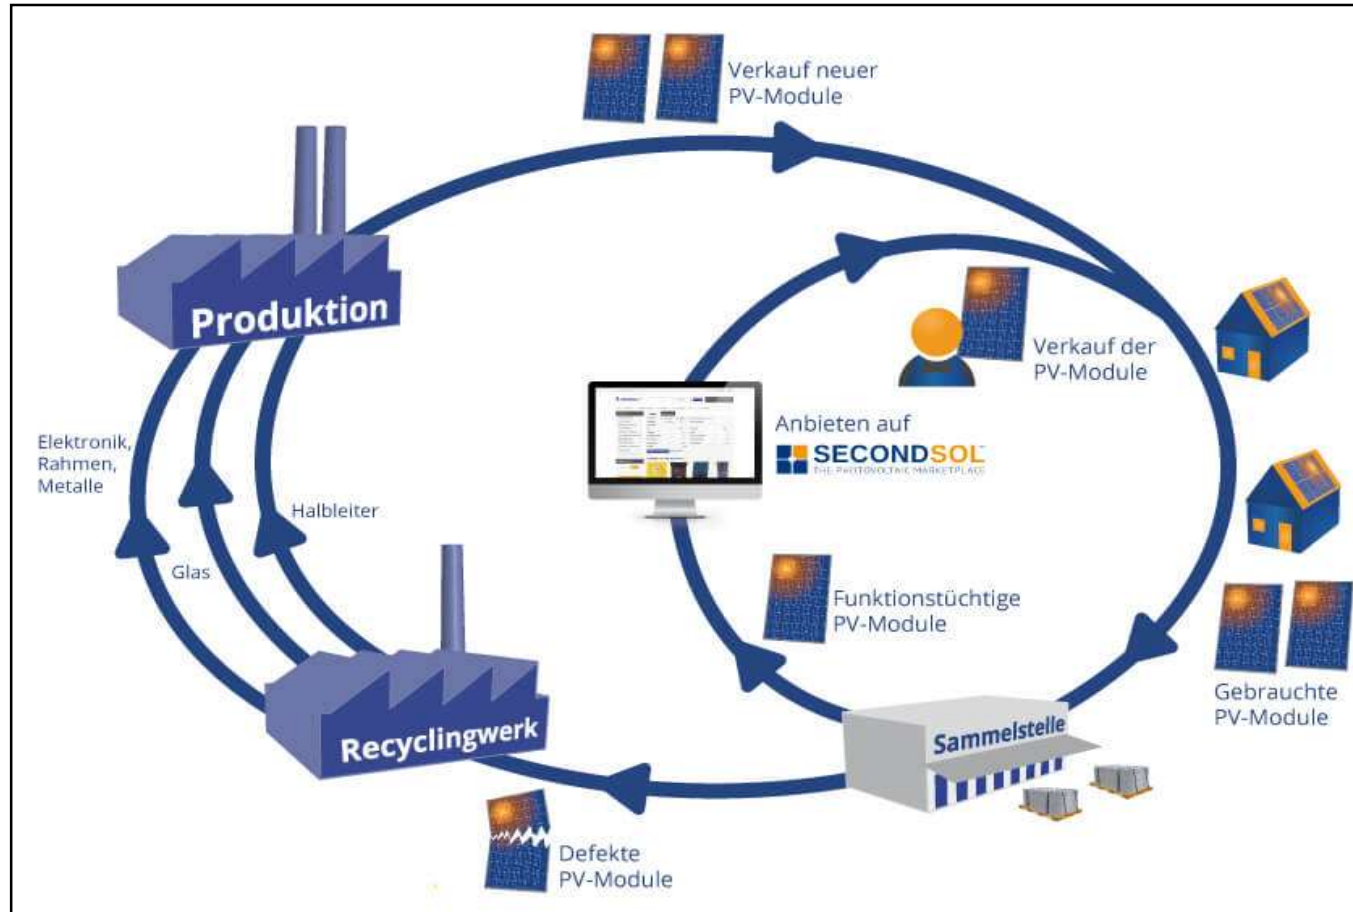 Verkauf neuer
PV-Module
Produktion
Verkauf der
PV-Module
Anbieten auf
SECONDSOL
THE PHOTOVOLTAIC MARKETPLACE
Elektronik,
Rahmen,
Metalle
Halbleiter
Glas
Funktionstüchtige
PV-Module
Gebrauchte
PV-Module
Sammelstelle
Recyclingwerk
Defekte
PV-Module